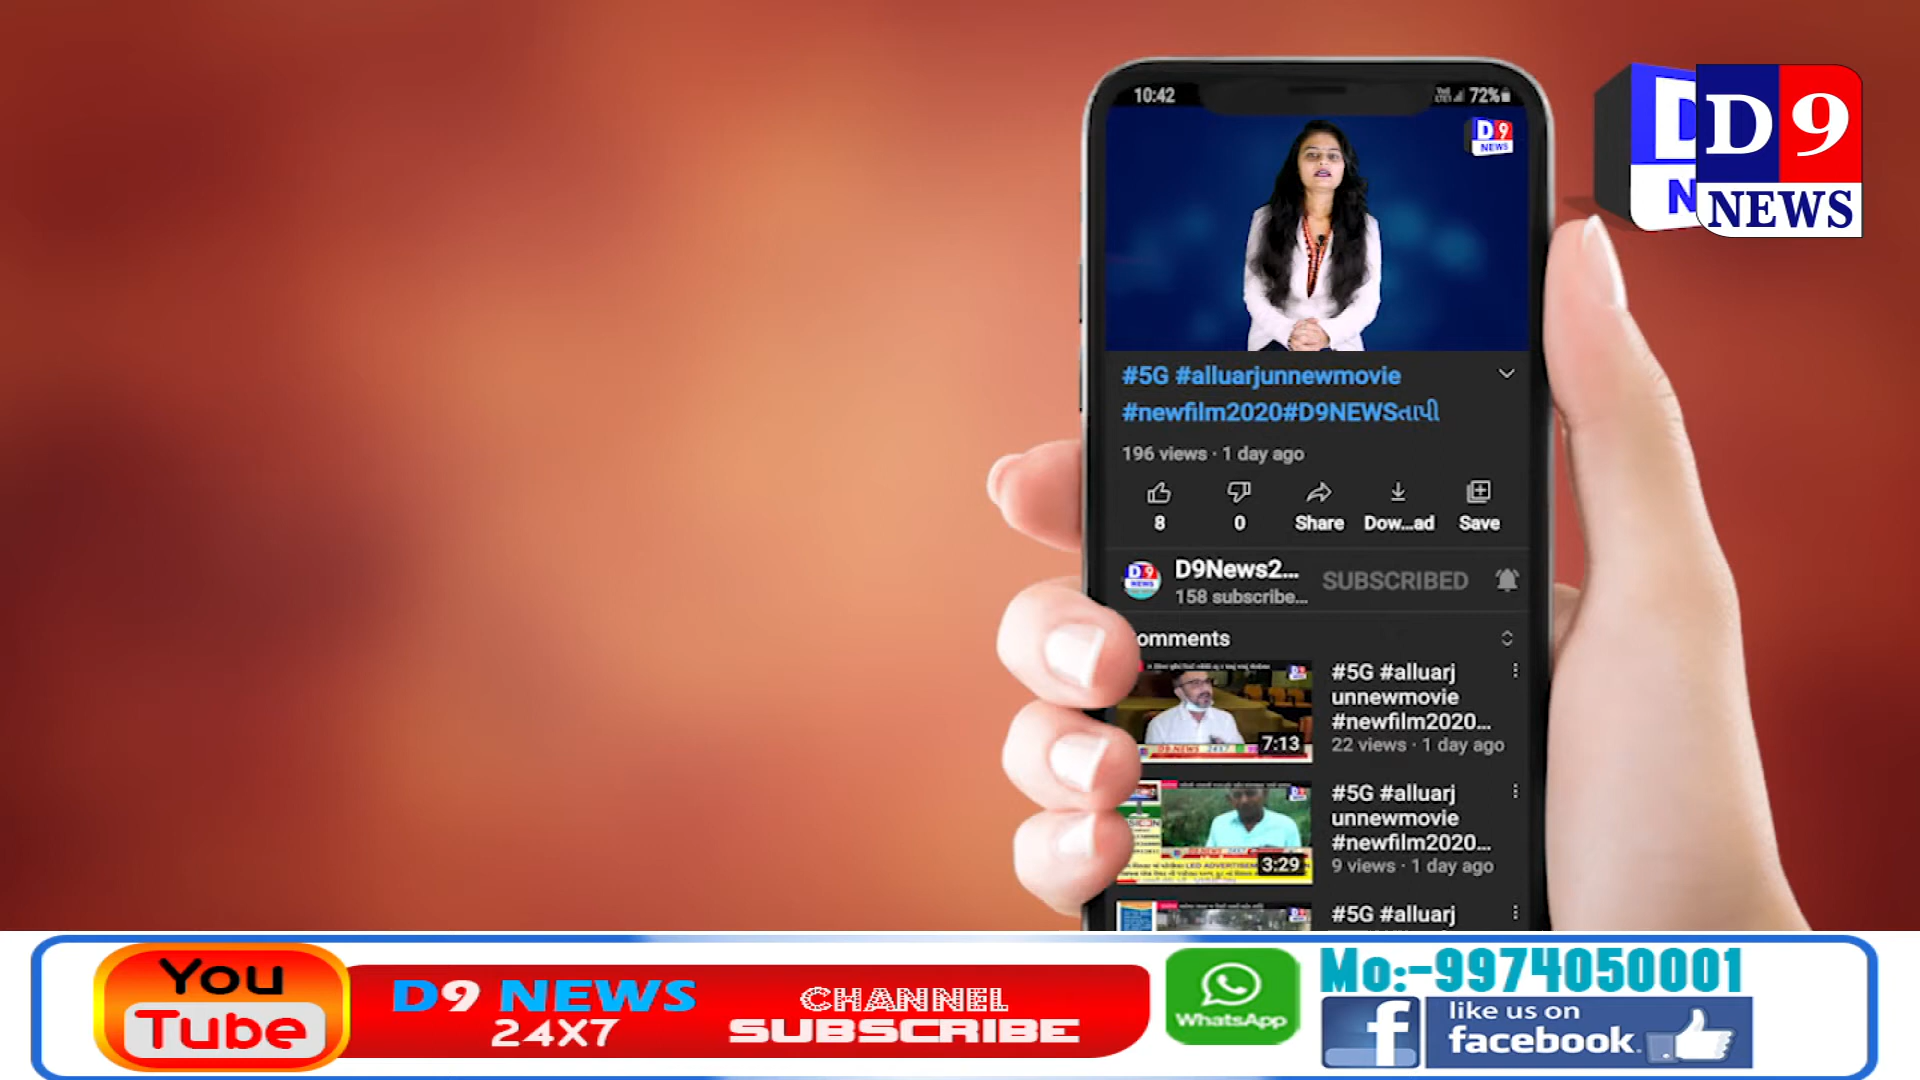 10:42
72%
D9
NEWS
D9
NEWS
#5G #alluarjunnewmovie
#newfilm2020#D9NEWSતાપી
196 views · 1 day ago
8
0
Share
Dow...ad
Save
D9News2...
SUBSCRIBED
158 subscribe...
omments
#5G #alluarj
unnewmovie
#newfilm2020...
22 views · 1 day ago
7:13
#5G #alluarj
unnewmovie
#newfilm2020...
9 views · 1 day ago
3:29
#5G #alluarj
You
Tube
D9 NEWS
24X7
CHANNEL
SUBSCRIBE
WhatsApp
Mo:-9974050001
f
like us on
facebook.